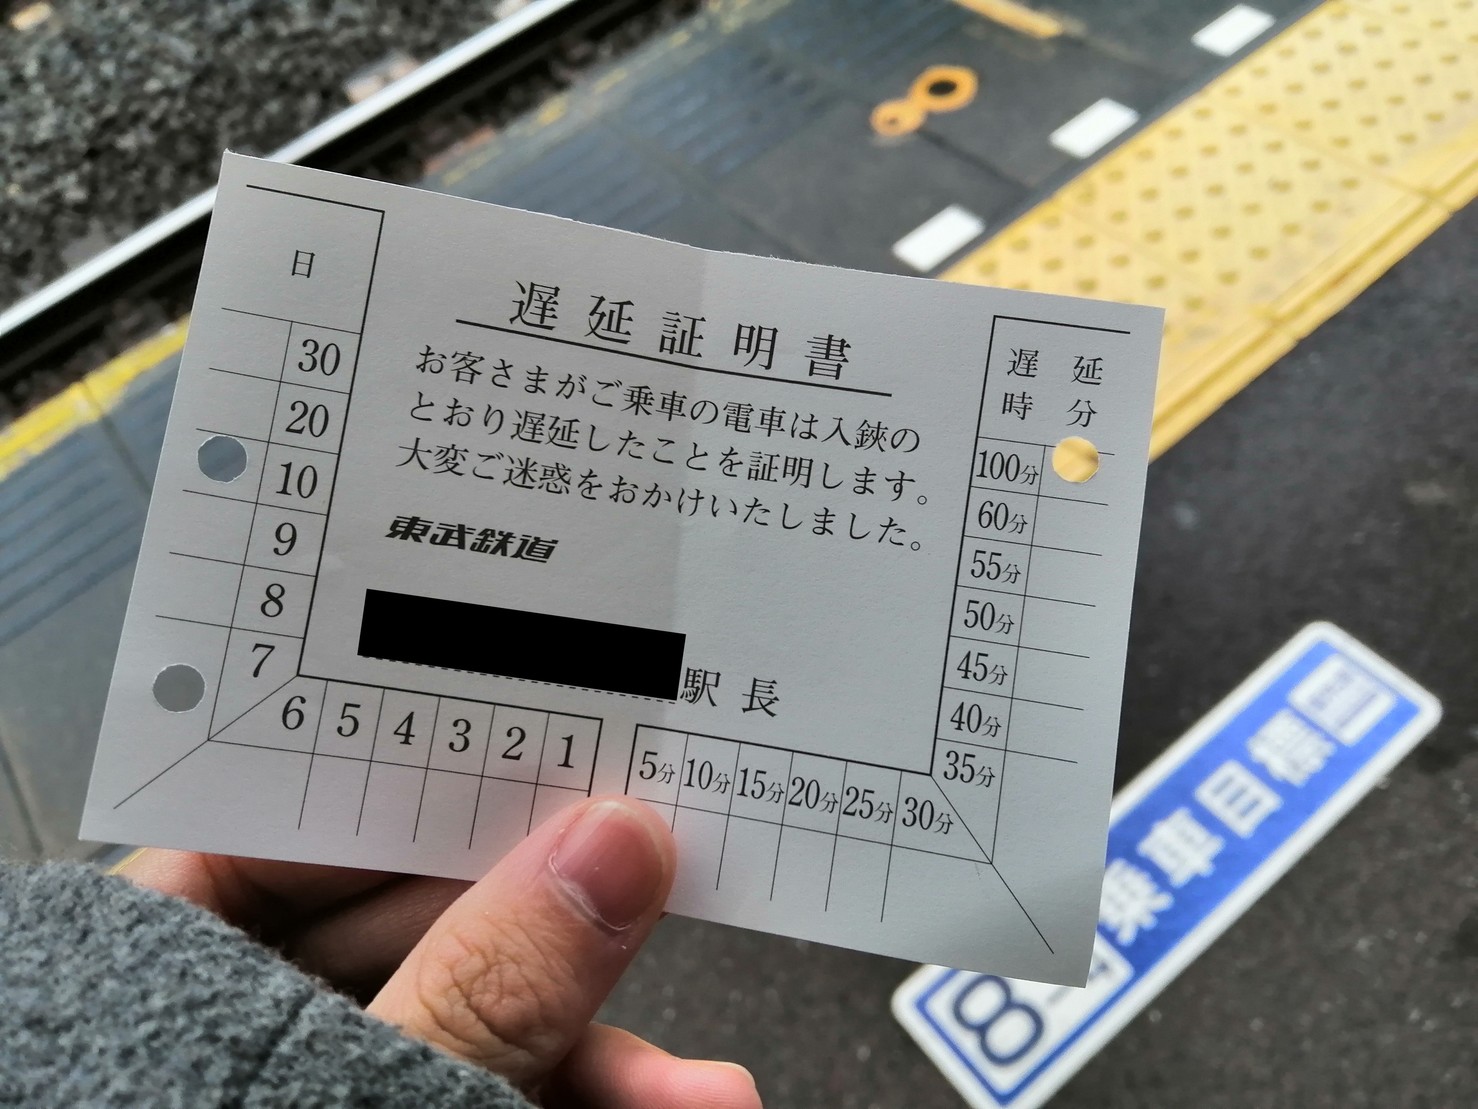 日
30
20
10
9
8
7
6 5 4 3 2 1
遅延証明書
お客さまがご乗車の電車は入鋏の
とおり遅延したことを証明します。
大変ご迷惑をおかけいたしました。
東武鉄道
駅長
遅延
時分
100分
60分
55分
50分
45分
40分
35分
5分 10分 15分 20分 25分 30分
8
乗車目標